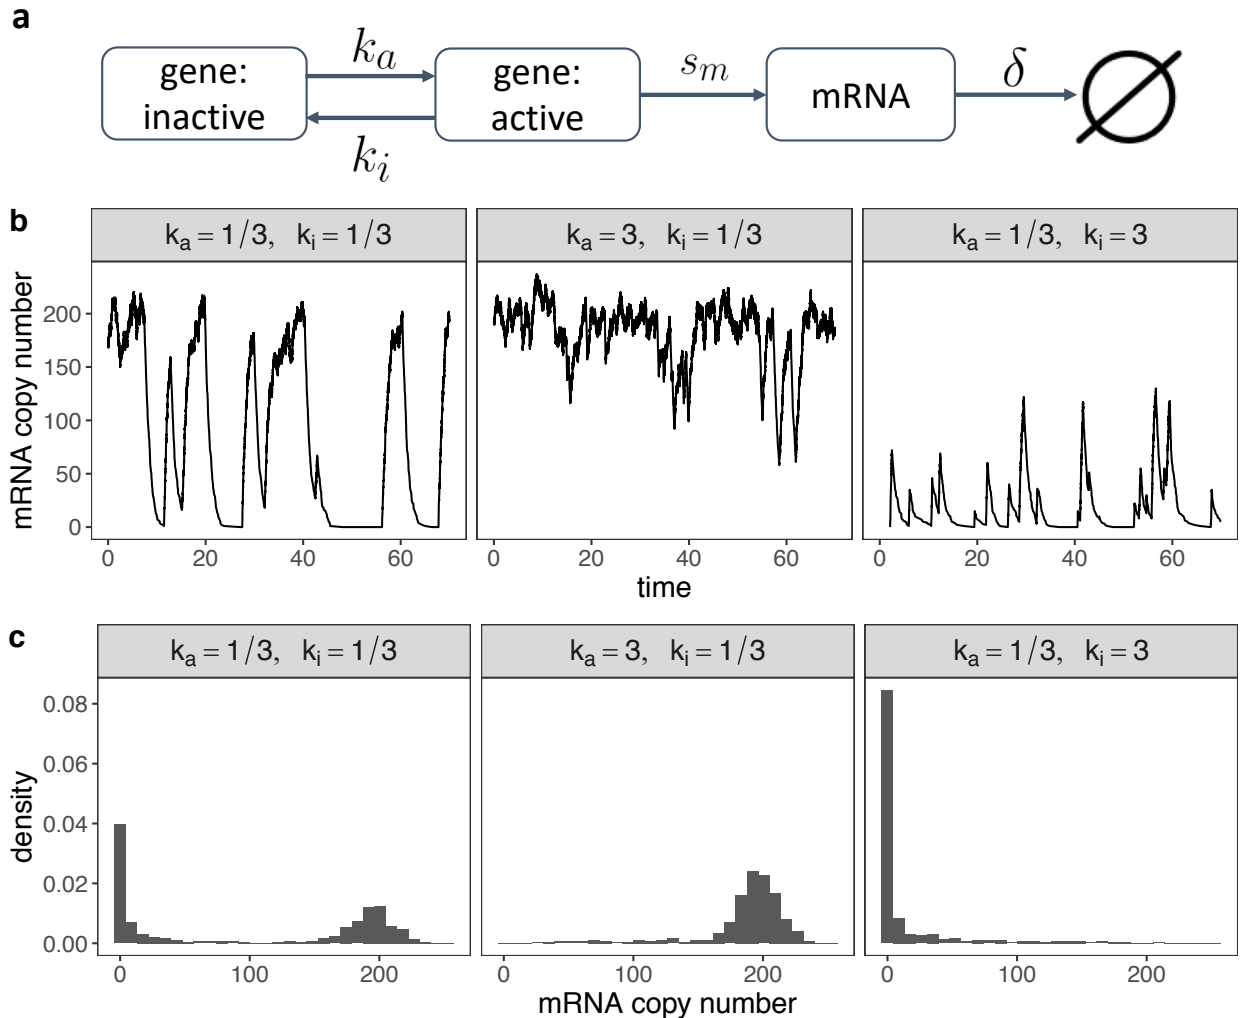 a
gene:
inactive
k_a
k_i
gene:
active
s_m
mRNA
δ
∅
b
k_a = 1/3, k_i = 1/3
k_a = 3, k_i = 1/3
k_a = 1/3, k_i = 3
mRNA copy number
200
150
100
50
0
0 20 40 60
0 20 40 60
0 20 40 60
time
c
k_a = 1/3, k_i = 1/3
k_a = 3, k_i = 1/3
k_a = 1/3, k_i = 3
density
0.08
0.06
0.04
0.02
0.00
0 100 200
0 100 200
0 100 200
mRNA copy number